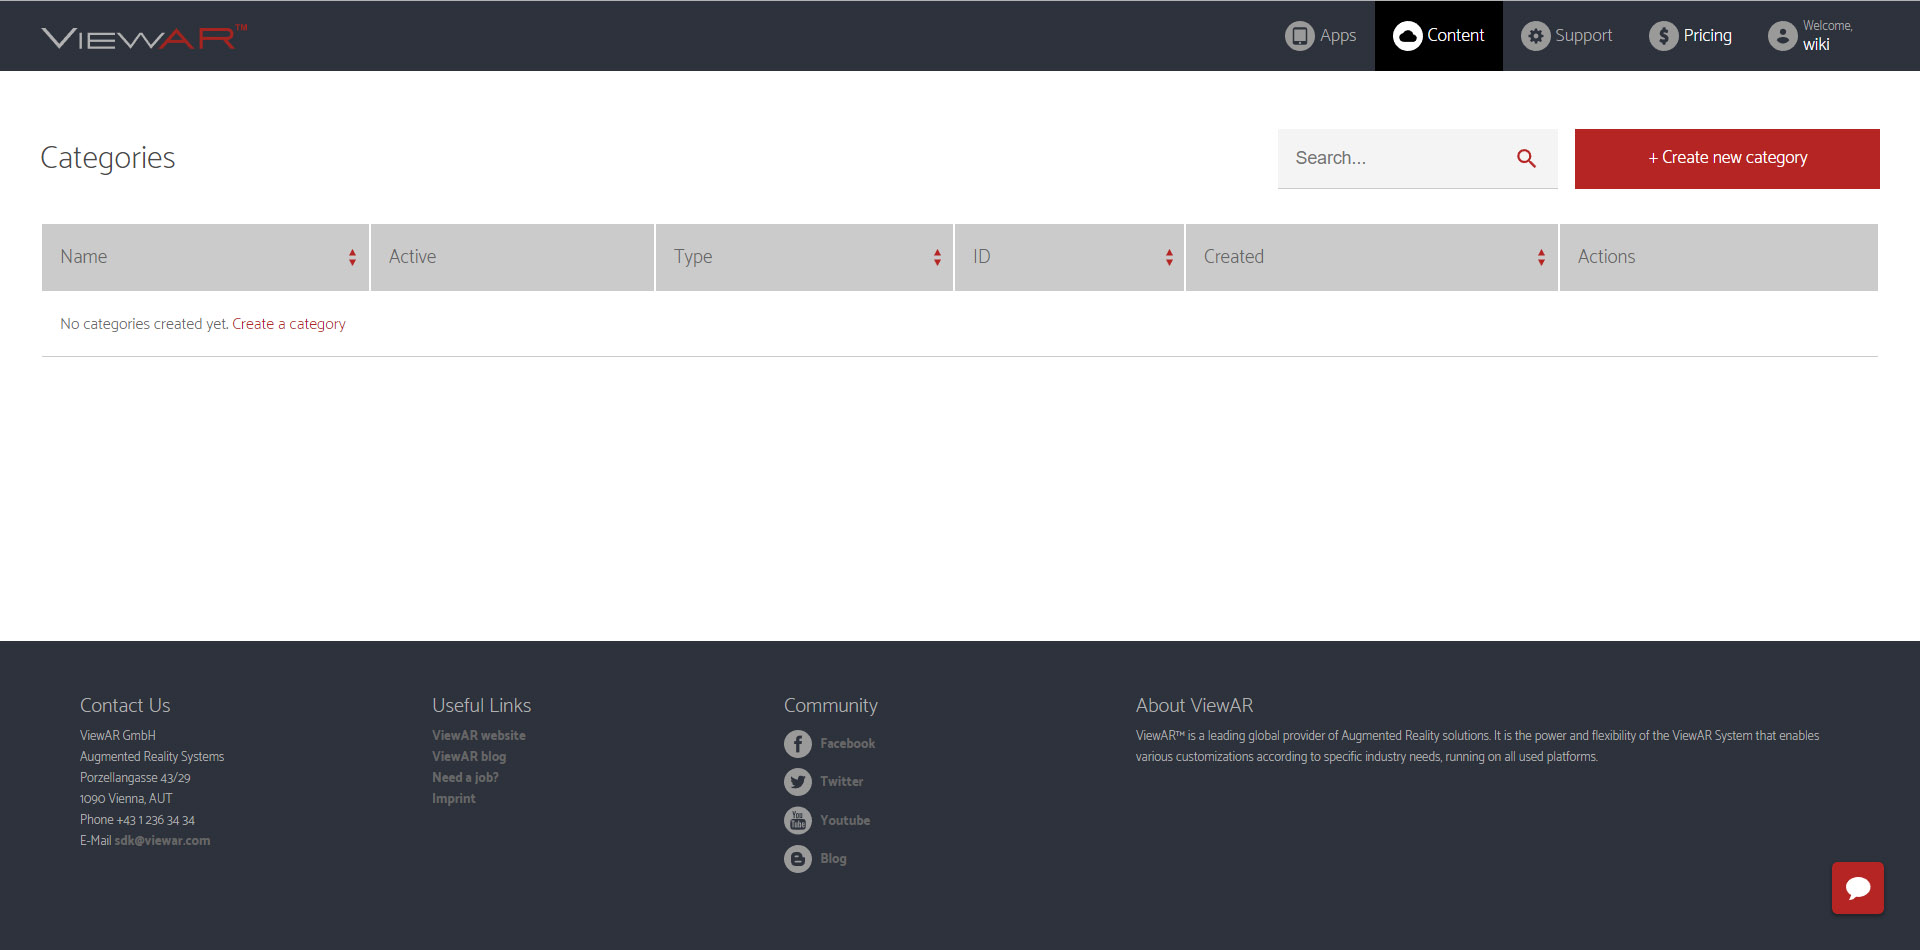 VIEWAR™
Apps
Content
Support
$ Pricing
Welcome,
wiki
Categories
Search...
+ Create new category
Name Active Type ID Created Actions
No categories created yet. Create a category
Contact Us
ViewAR GmbH
Augmented Reality Systems
Porzellangasse 43/29
1090 Vienna, AUT
Phone +43 1 236 34 34
E-Mail sdk@viewar.com
Useful Links
ViewAR website
ViewAR blog
Need a job?
Imprint
Community
Facebook
Twitter
You Tube Youtube
Blog
About ViewAR
ViewAR™ is a leading global provider of Augmented Reality solutions. It is the power and flexibility of the ViewAR System that enables
various customizations according to specific industry needs, running on all used platforms.